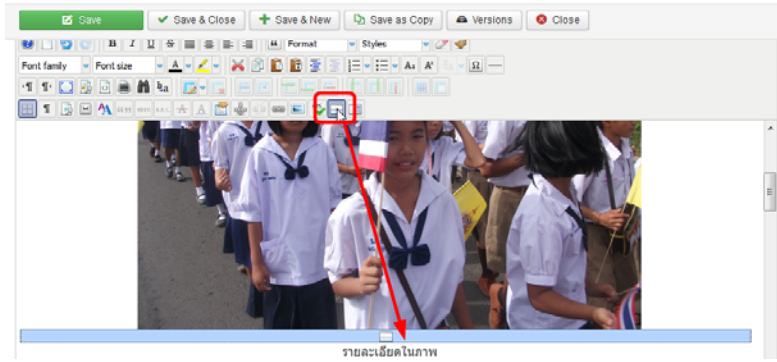 Save Save & Close Save & New Save as Copy Versions Close
B I U Format Styles
Font family Font size A
รายละเอียดในภาพ